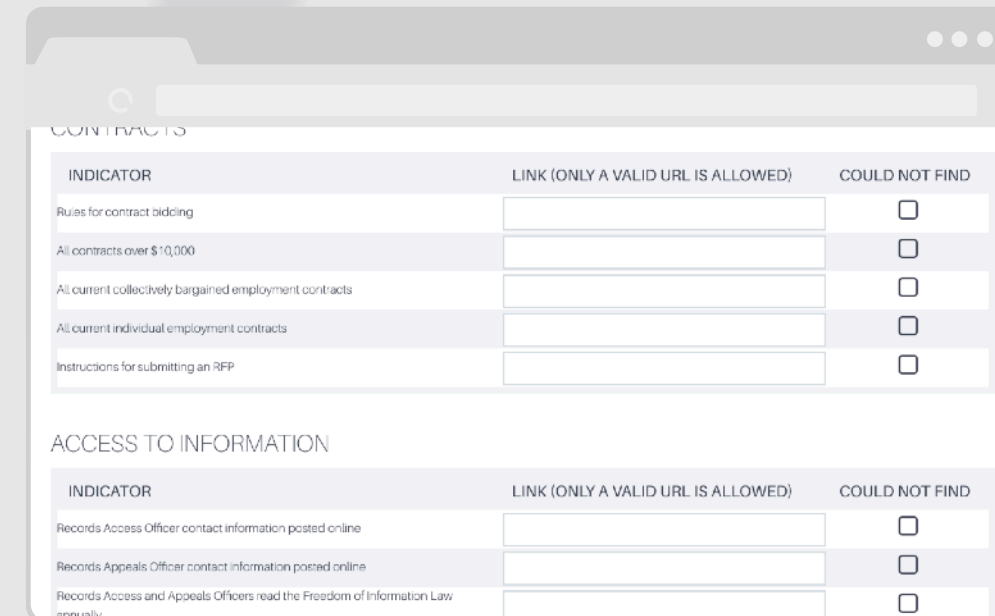 CONTRACTS
INDICATOR LINK (ONLY A VALID URL IS ALLOWED) COULD NOT FIND
Rules for contract bidding
All contracts over $10,000
All current collectively bargained employment contracts
All current individual employment contracts
Instructions for submitting an RFP
ACCESS TO INFORMATION
INDICATOR LINK (ONLY A VALID URL IS ALLOWED) COULD NOT FIND
Records Access Officer contact information posted online
Records Appeals Officer contact information posted online
Records Access and Appeals Officers read the Freedom of Information Law
annually